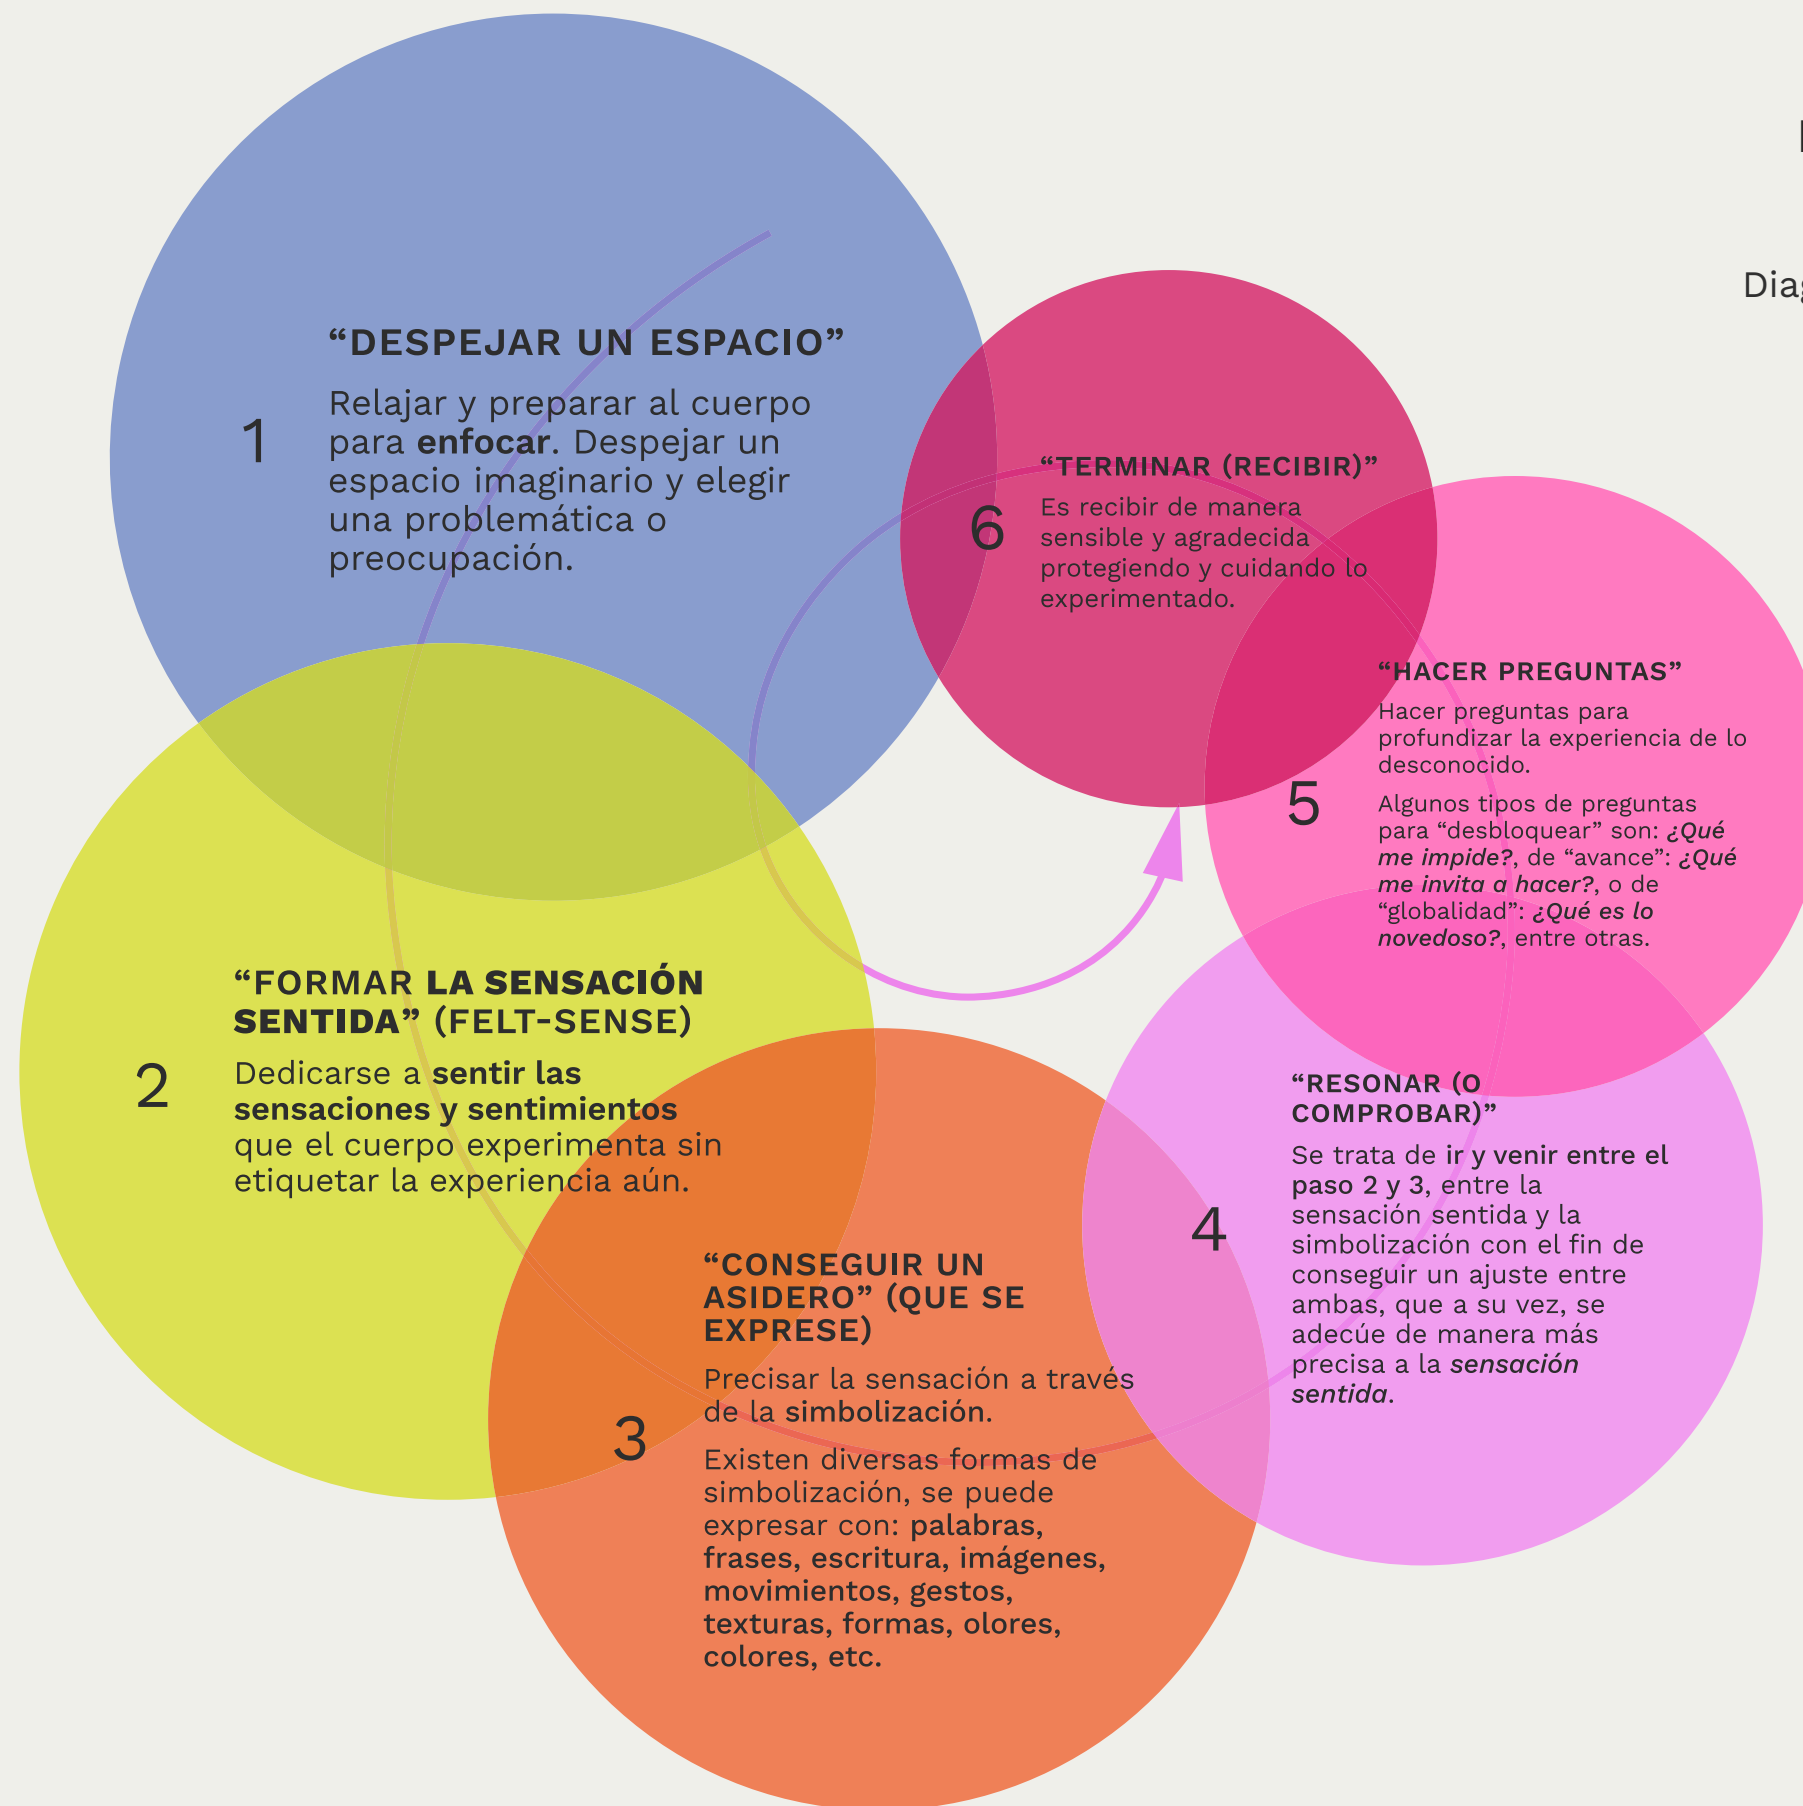 “DESPEJAR UN ESPACIO”
1
Relajar y preparar al cuerpo
para enfocar. Despejar un
espacio imaginario y elegir
una problemática o
preocupación.
“FORMAR LA SENSACIÓN
SENTIDA” (FELT-SENSE)
2
Dedicarse a sentir las
sensaciones y sentimientos
que el cuerpo experimenta sin
etiquetar la experiencia aún.
“CONSEGUIR UN
ASIDERO” (QUE SE
EXPRESE)
3
Precisar la sensación a través
de la simbolización.
Existen diversas formas de
simbolización, se puede
expresar con: palabras,
frases, escritura, imágenes,
movimientos, gestos,
texturas, formas, olores,
colores, etc.
“RESONAR (O
COMPROBAR)”
4
Se trata de ir y venir entre el
paso 2 y 3, entre la
sensación sentida y la
simbolización con el fin de
conseguir un ajuste entre
ambas, que a su vez, se
adecúe de manera más
precisa a la sensación
sentida.
“HACER PREGUNTAS”
5
Hacer preguntas para
profundizar la experiencia de lo
desconocido.
Algunos tipos de preguntas
para “desbloquear” son: ¿Qué
me impide?, de “avance”: ¿Qué
me invita a hacer?, o de
“globalidad”: ¿Qué es lo
novedoso?, entre otras.
“TERMINAR (RECIBIR)”
6
Es recibir de manera
sensible y agradecida
protegiendo y cuidando lo
experimentado.